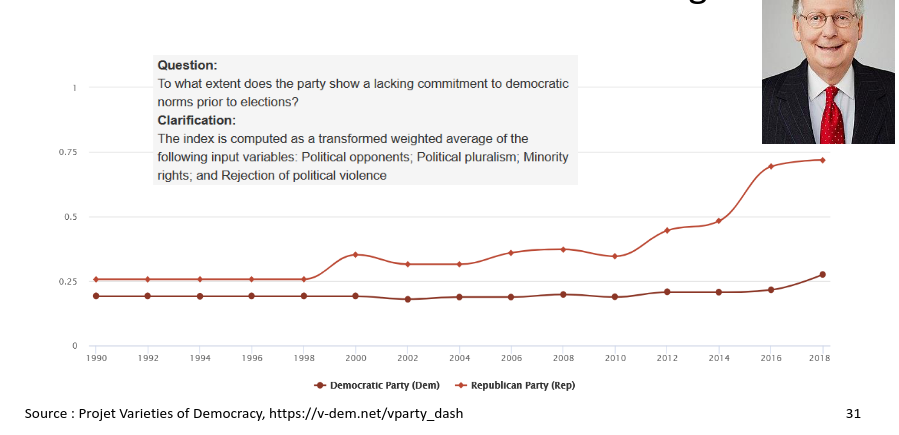 Question:
To what extent does the party show a lacking commitment to democratic
norms prior to elections?
Clarification:
The index is computed as a transformed weighted average of the
following input variables: Political opponents; Political pluralism; Minority
rights; and Rejection of political violence
1
0.75
0.5
0.25
0
1990 1992 1994 1996 1998 2000 2002 2004 2006 2008 2010 2012 2014 2016 2018
Democratic Party (Dem) Republican Party (Rep)
Source : Projet Varieties of Democracy, https://v-dem.net/vparty_dash
31